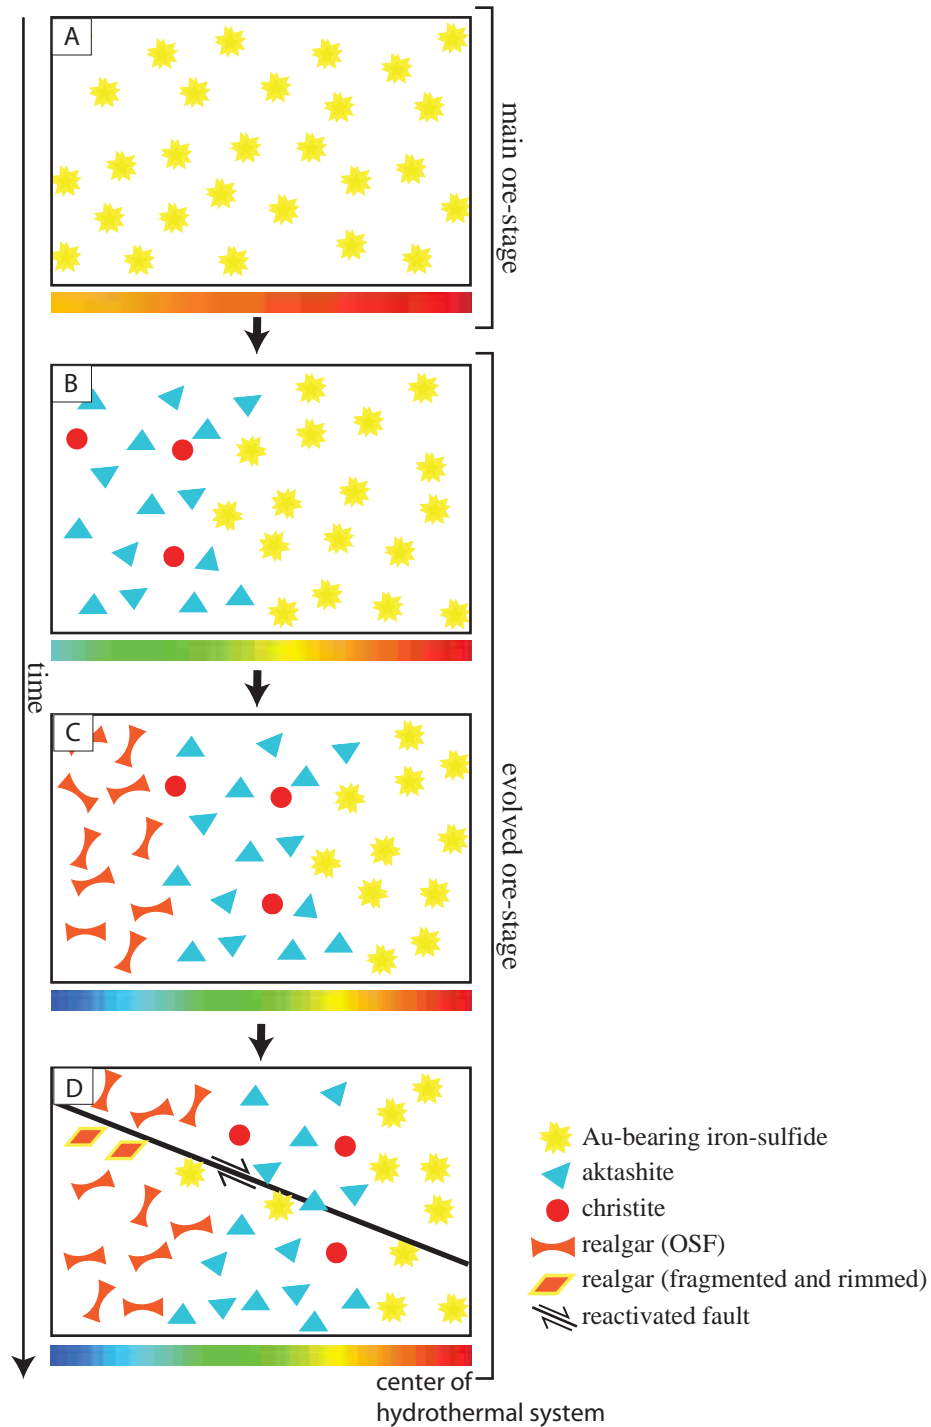 A
main ore-stage
B
time
C
evolved ore-stage
D
Au-bearing iron-sulfide
aktashite
christite
realgar (OSF)
realgar (fragmented and rimmed)
reactivated fault
center of
hydrothermal system